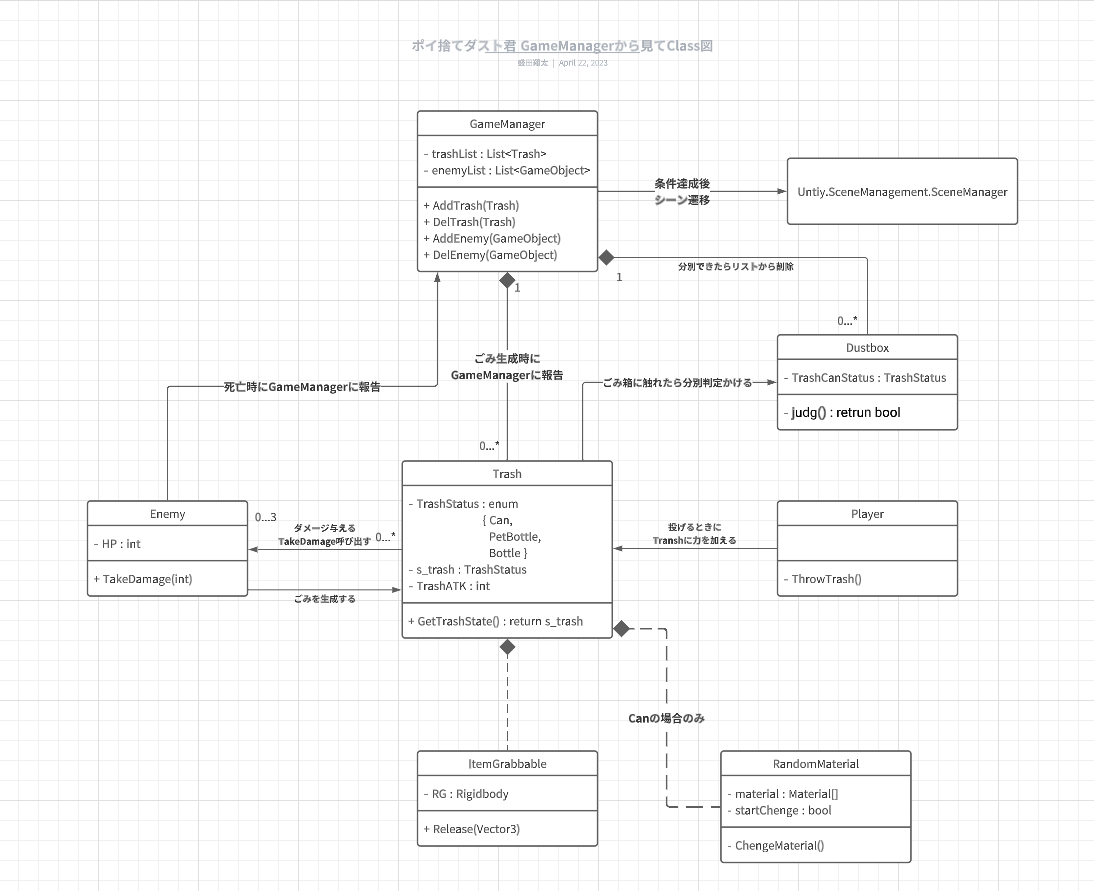 ポイ捨てダスト君 GameManagerから見てClass図
盛田翔太 | April 22, 2023
GameManager
- trashList : List<Trash>
- enemyList : List<GameObject>
+ AddTrash(Trash)
+ DelTrash(Trash)
+ AddEnemy(GameObject)
+ DelEnemy(GameObject)
条件達成後
シーン遷移
Untiy.SceneManagement.SceneManager
1
分別できたらリストから削除
1
0...*
Dustbox
- TrashCanStatus : TrashStatus
- judg() : retrun bool
ごみ生成時に
GameManagerに報告
死亡時にGameManagerに報告
ごみ箱に触れたら分別判定かける
0...*
Trash
- TrashStatus : enum
{ Can,
PetBottle,
Bottle }
- s_trash : TrashStatus
- TrashATK : int
+ GetTrashState() : return s_trash
Enemy
- HP : int
+ TakeDamage(int)
0...3
ダメージ与える
TakeDamage呼び出す
0...*
ごみを生成する
Player
- ThrowTrash()
投げるときに
Transhに力を加える
Canの場合のみ
ItemGrabbable
- RG : Rigidbody
+ Release(Vector3)
RandomMaterial
- material : Material[]
- startChenge : bool
- ChengeMaterial()